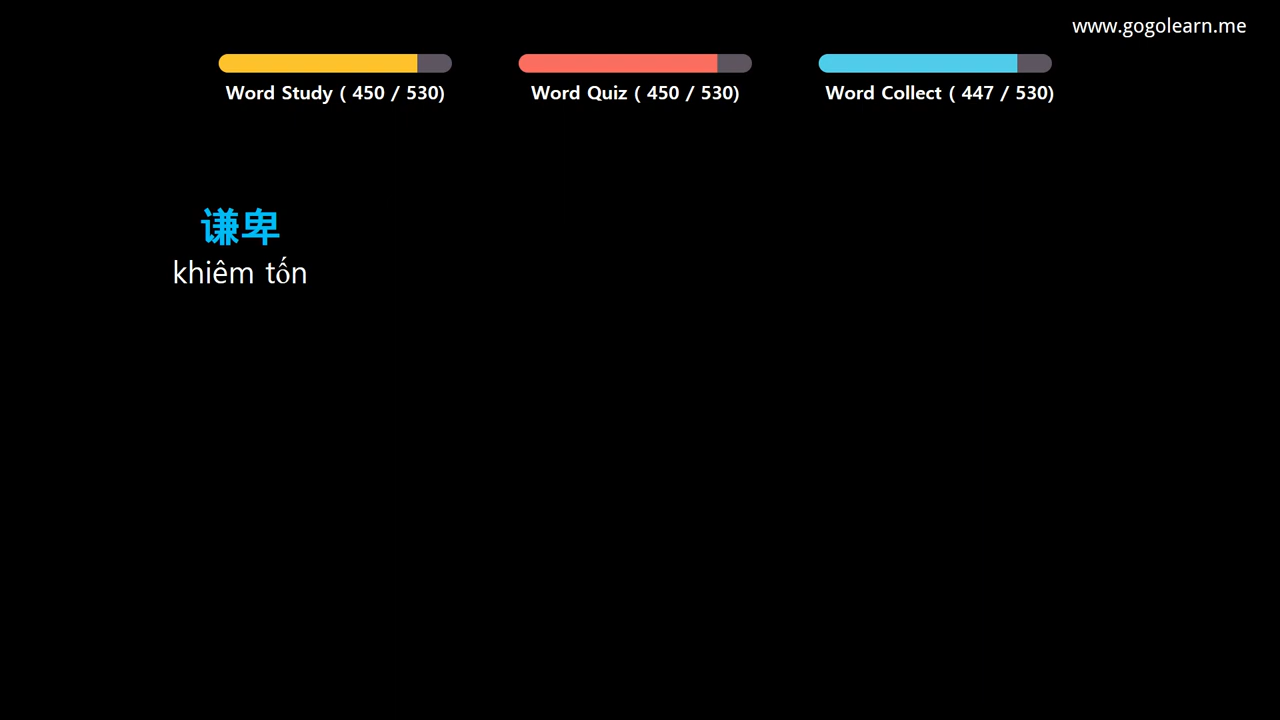 www.gogolearn.me
Word Study ( 450 / 530)
Word Quiz ( 450 / 530)
Word Collect ( 447 / 530)
谦卑
khiêm tốn